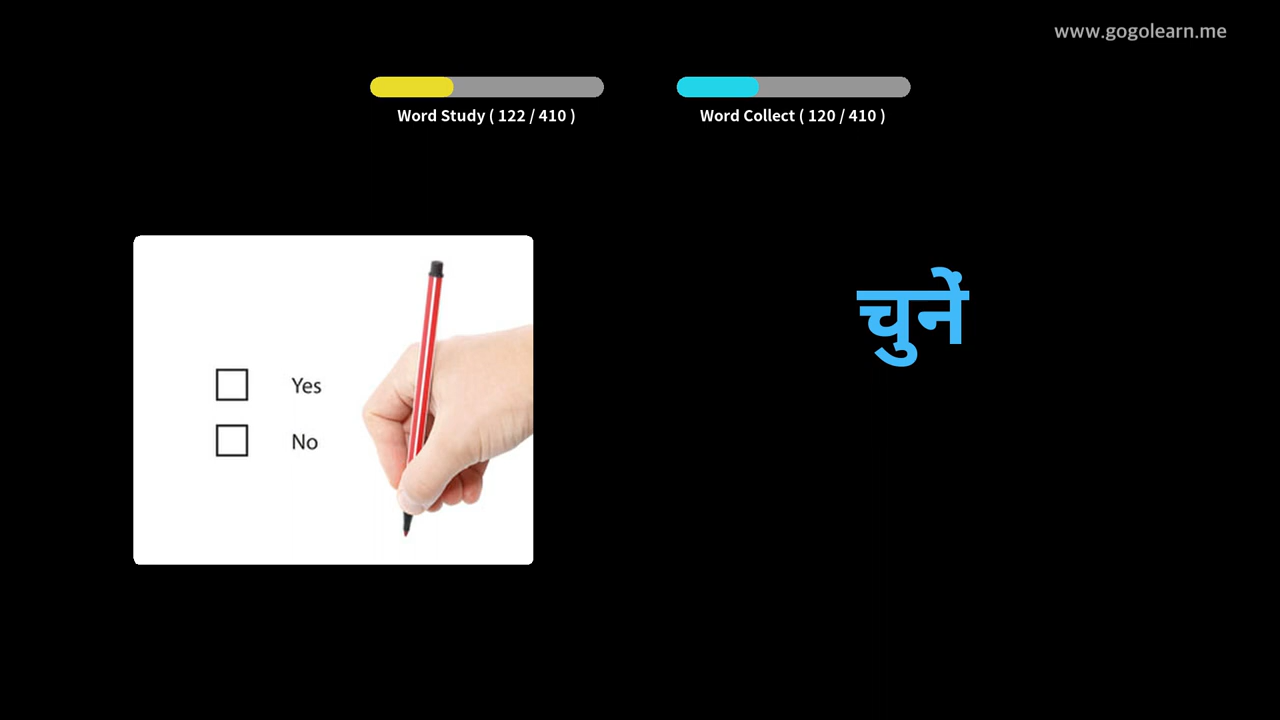 www.gogolearn.me
Word Study ( 122 / 410 )
Word Collect ( 120 / 410 )
चुनें
Yes
No